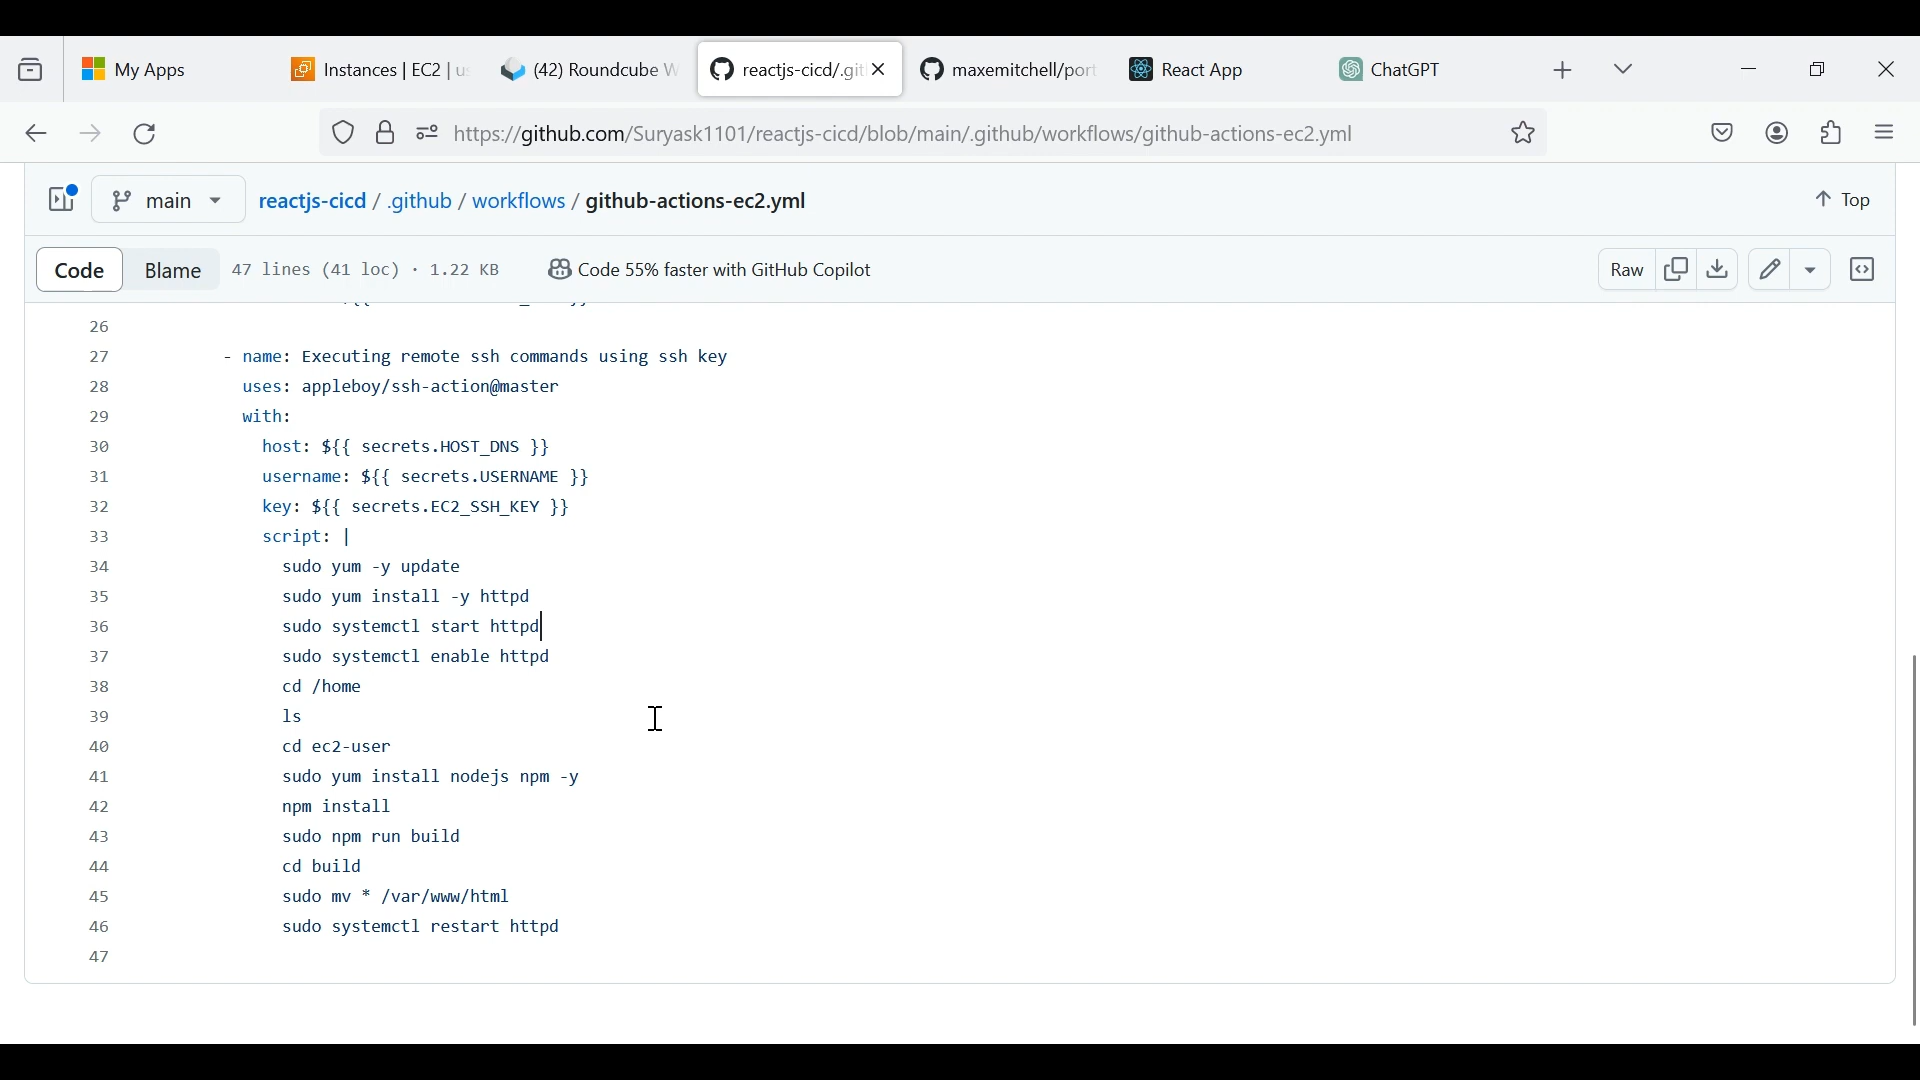 My Apps
Instances | EC2 | us
(42) Roundcube W
reactjs-cicd/.git
maxemitchell/port
React App
ChatGPT
https://github.com/Suryask1101/reactjs-cicd/blob/main/.github/workflows/github-actions-ec2.yml
main
reactjs-cicd / .github / workflows / github-actions-ec2.yml
Top
Code
Blame
47 lines (41 loc) · 1.22 KB
Code 55% faster with GitHub Copilot
Raw
26
27 - name: Executing remote ssh commands using ssh key
28 uses: appleboy/ssh-action@master
29 with:
30 host: ${{ secrets.HOST_DNS }}
31 username: ${{ secrets.USERNAME }}
32 key: ${{ secrets.EC2_SSH_KEY }}
33 script: |
34 sudo yum -y update
35 sudo yum install -y httpd
36 sudo systemctl start httpd
37 sudo systemctl enable httpd
38 cd /home
39 ls
40 cd ec2-user
41 sudo yum install nodejs npm -y
42 npm install
43 sudo npm run build
44 cd build
45 sudo mv * /var/www/html
46 sudo systemctl restart httpd
47